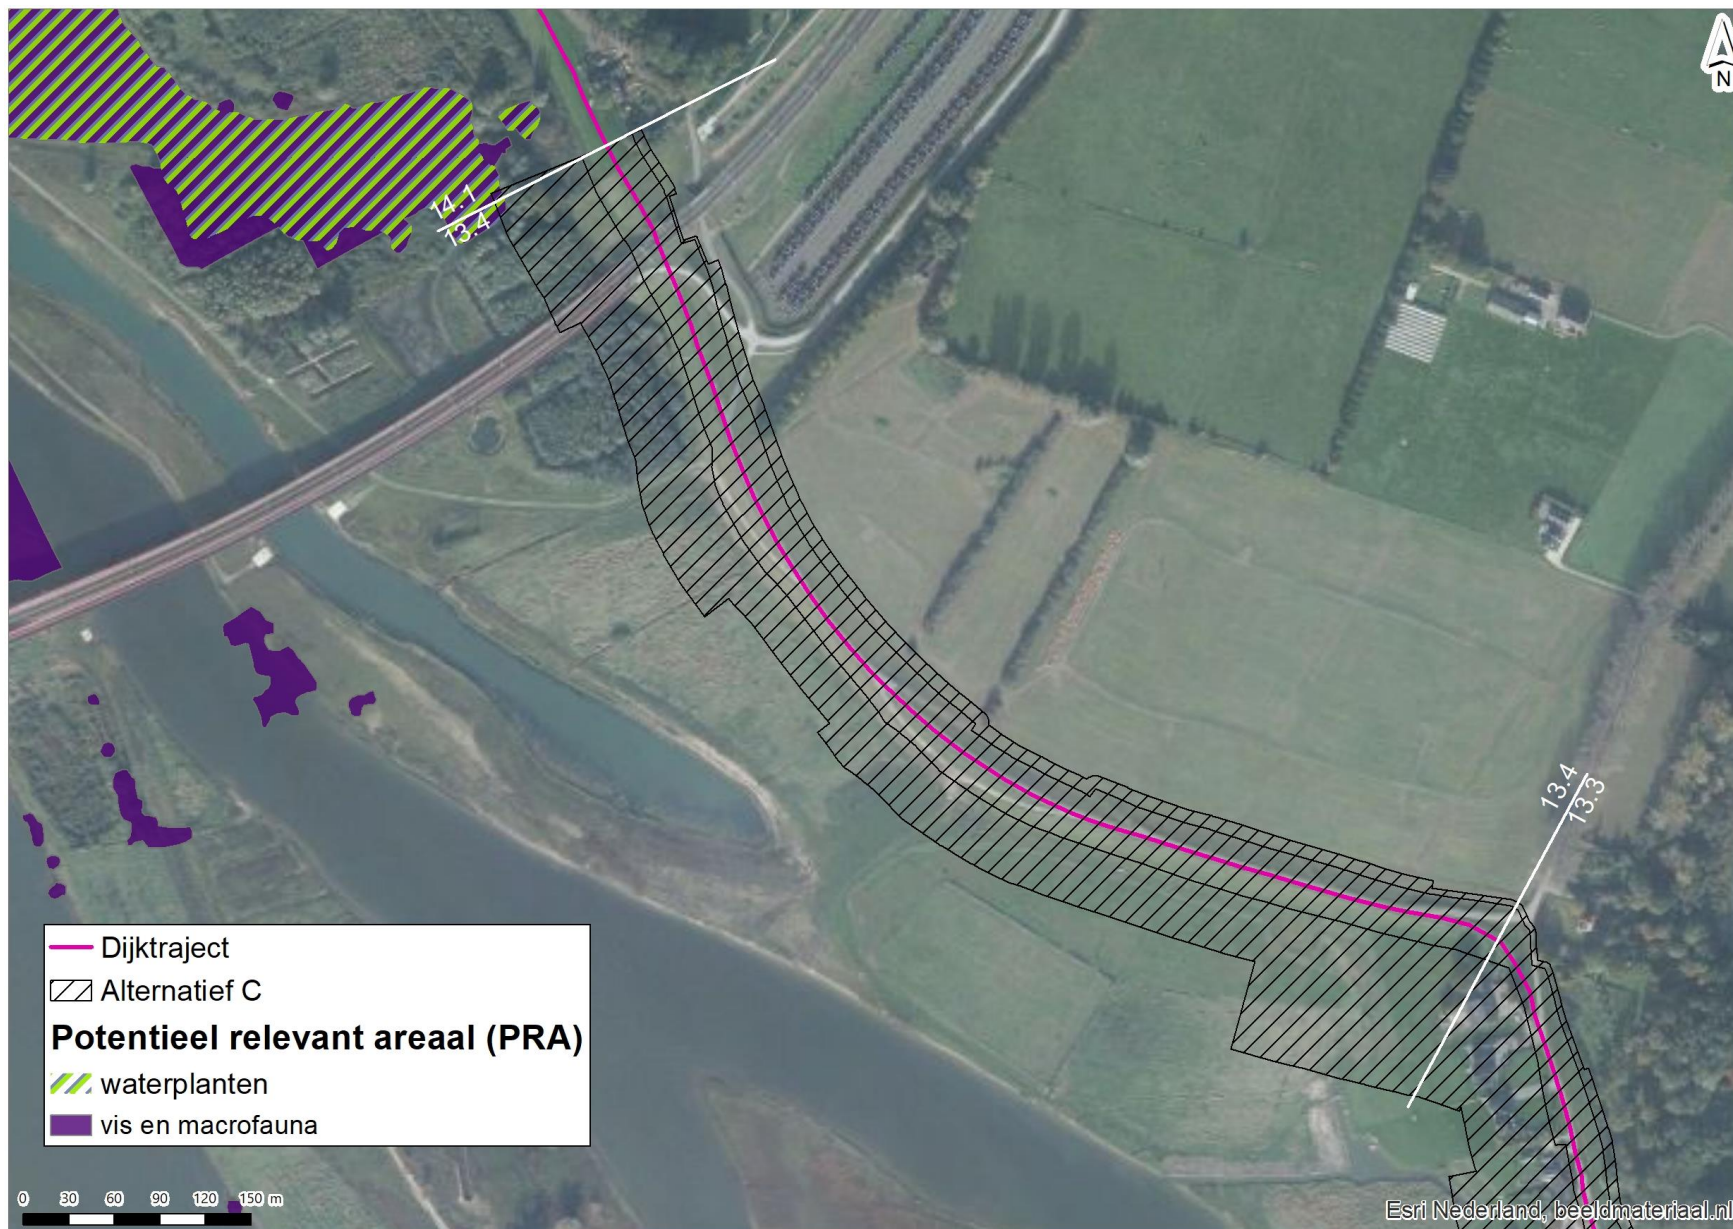 N
14.1
13.4
13.4
13.3
Dijktraject
Alternatief C
Potentieel relevant areaal (PRA)
waterplanten
vis en macrofauna
0 30 60 90 120 150 m
Esri Nederland, beeldmateriaal.nl